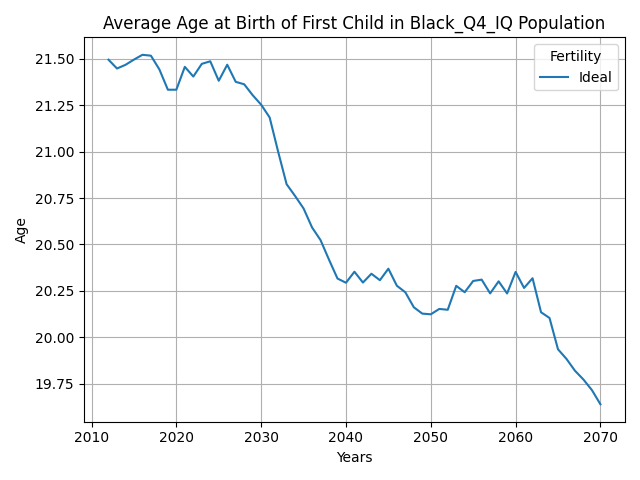 Average Age at Birth of First Child in Black_Q4_IQ Population
Fertility
Ideal
21.50
21.25
21.00
20.75
20.50
20.25
20.00
19.75
Age
2010 2020 2030 2040 2050 2060 2070
Years